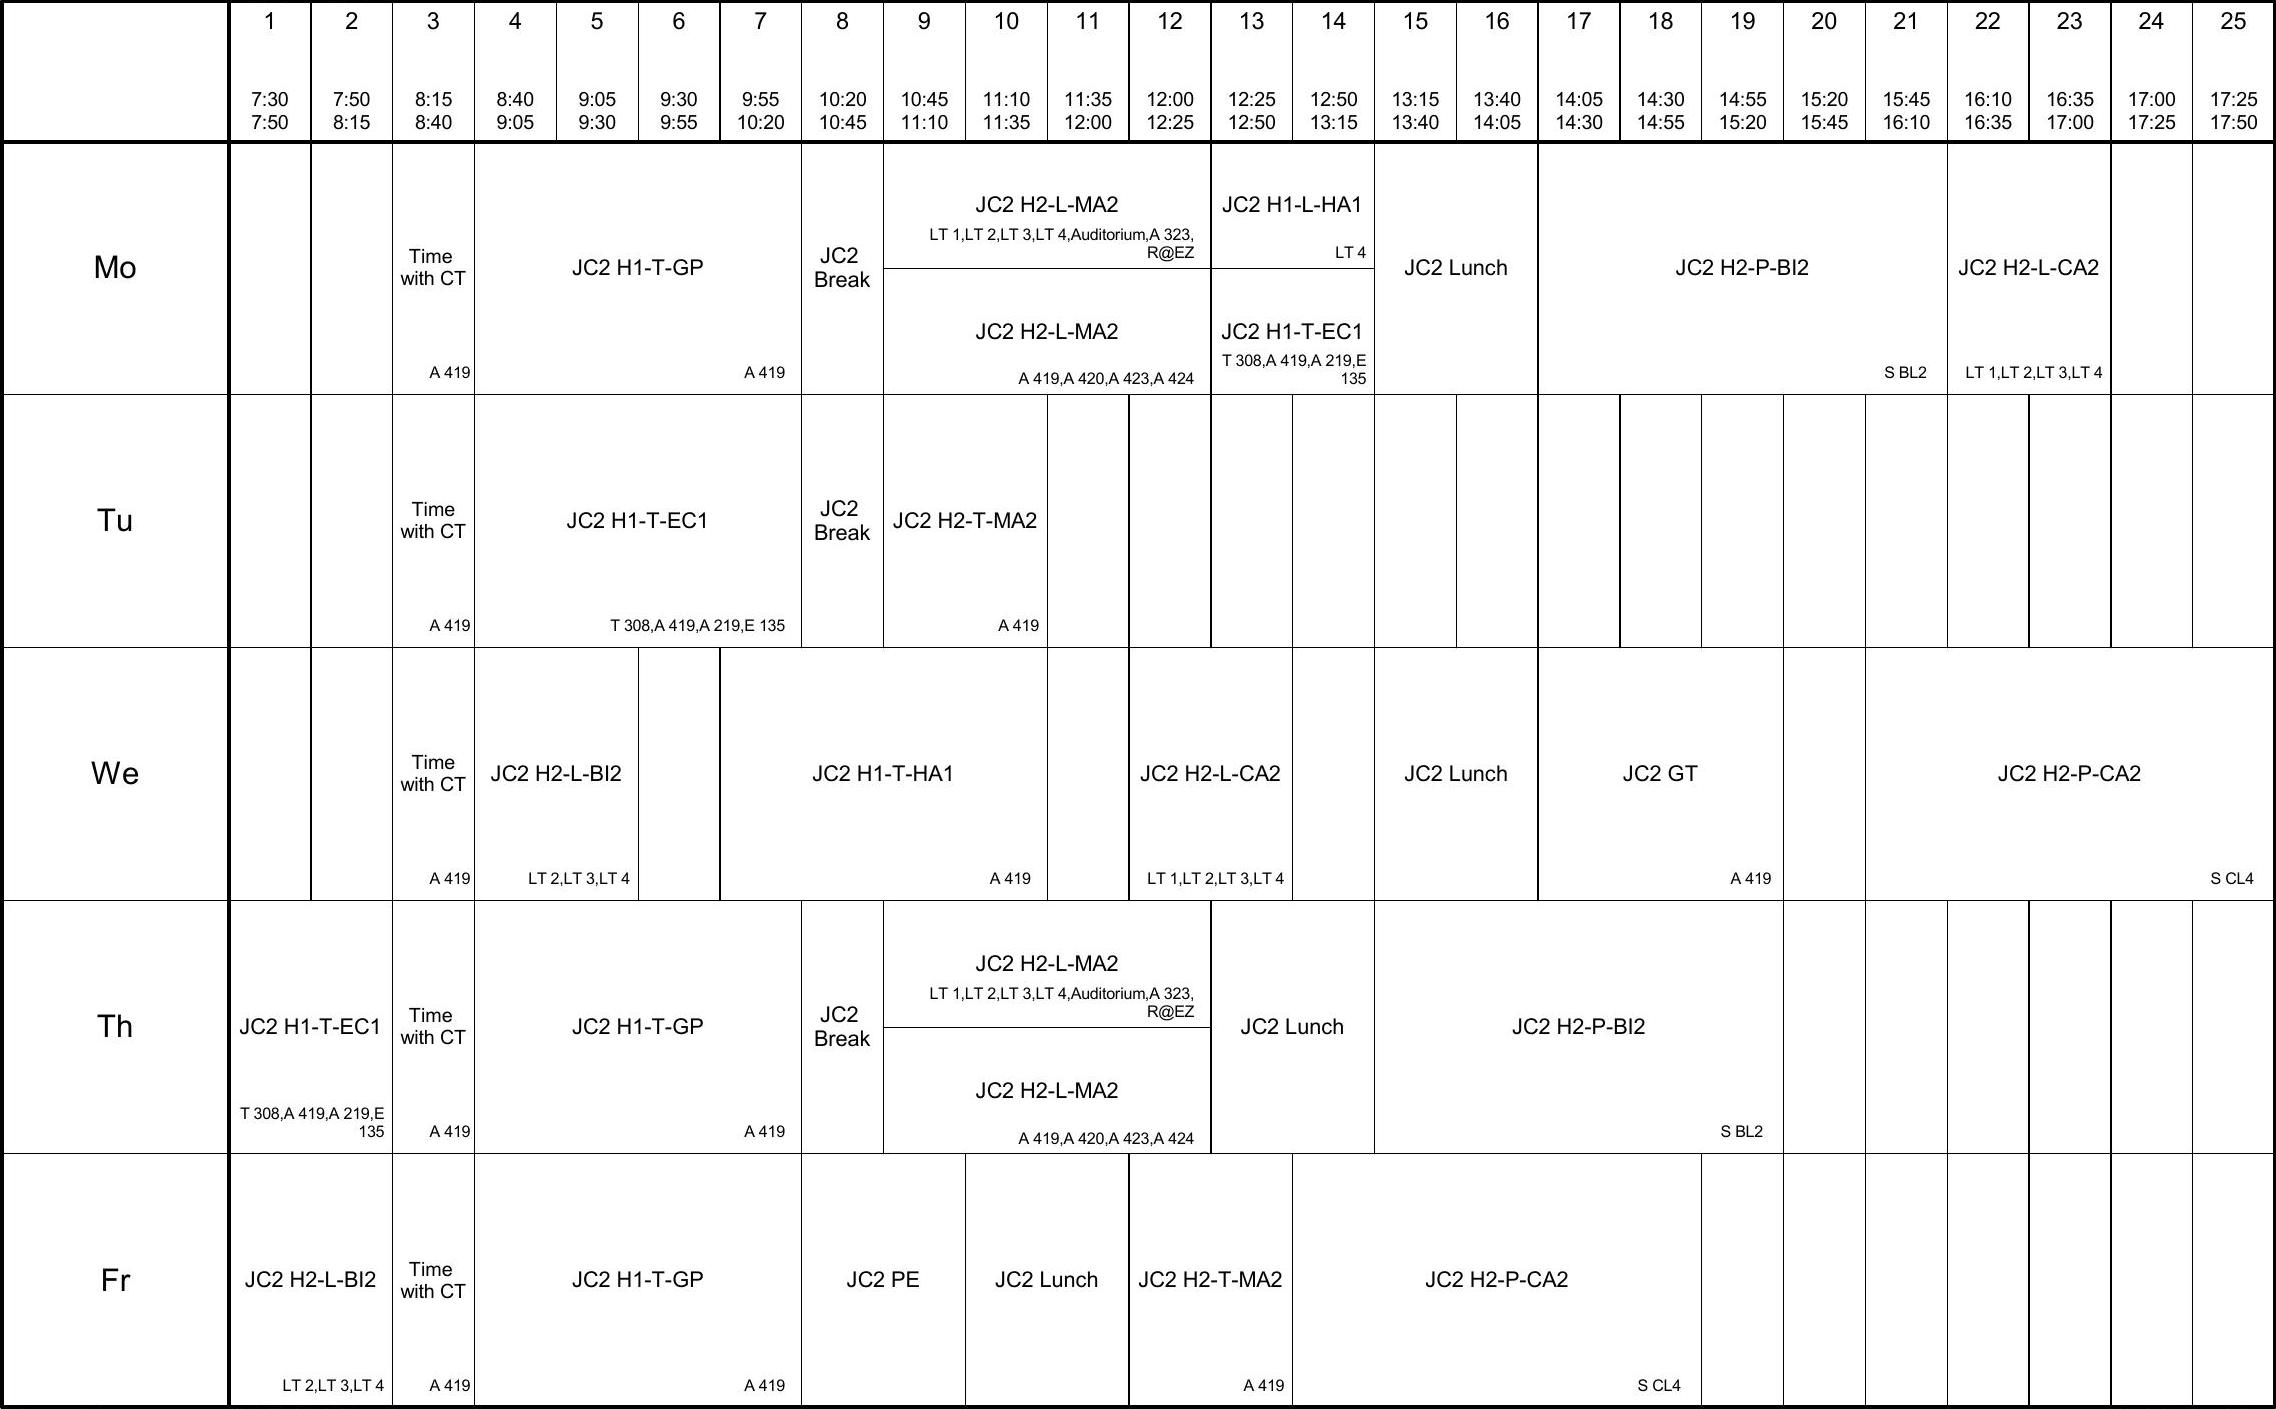 1 2 3 4 5 6 7 8 9 10 11 12 13 14 15 16 17 18 19 20 21 22 23 24 25
7:30 7:50 8:15 8:40 9:05 9:30 9:55 10:20 10:45 11:10 11:35 12:00 12:25 12:50 13:15 13:40 14:05 14:30 14:55 15:20 15:45 16:10 16:35 17:00 17:25
7:50 8:15 8:40 9:05 9:30 9:55 10:20 10:45 11:10 11:35 12:00 12:25 12:50 13:15 13:40 14:05 14:30 14:55 15:20 15:45 16:10 16:35 17:00 17:25 17:50
Mo
Time
with CT
A 419
JC2 H1-T-GP
A 419
JC2
Break
JC2 H2-L-MA2
LT 1,LT 2,LT 3,LT 4,Auditorium,A 323,
R@EZ
JC2 H2-L-MA2
A 419,A 420,A 423,A 424
JC2 H1-L-HA1
LT 4
JC2 H1-T-EC1
T 308,A 419,A 219,E
135
JC2 Lunch
JC2 H2-P-BI2
S BL2
JC2 H2-L-CA2
LT 1,LT 2,LT 3,LT 4
Tu
Time
with CT
A 419
JC2 H1-T-EC1
T 308,A 419,A 219,E 135
JC2
Break
JC2 H2-T-MA2
A 419
We
Time
with CT
A 419
JC2 H2-L-BI2
LT 2,LT 3,LT 4
JC2 H1-T-HA1
A 419
JC2 H2-L-CA2
LT 1,LT 2,LT 3,LT 4
JC2 Lunch
JC2 GT
A 419
JC2 H2-P-CA2
S CL4
Th
JC2 H1-T-EC1
T 308,A 419,A 219,E
135
Time
with CT
A 419
JC2 H1-T-GP
A 419
JC2
Break
JC2 H2-L-MA2
LT 1,LT 2,LT 3,LT 4,Auditorium,A 323,
R@EZ
JC2 H2-L-MA2
A 419,A 420,A 423,A 424
JC2 Lunch
JC2 H2-P-BI2
S BL2
Fr
JC2 H2-L-BI2
LT 2,LT 3,LT 4
Time
with CT
A 419
JC2 H1-T-GP
A 419
JC2 PE
JC2 Lunch
JC2 H2-T-MA2
A 419
JC2 H2-P-CA2
S CL4